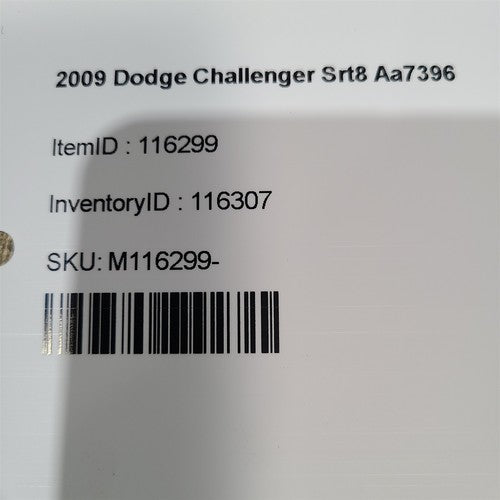 2009 Dodge Challenger Srt8 Aa7396
ItemID : 116299
InventoryID : 116307
SKU: M116299-